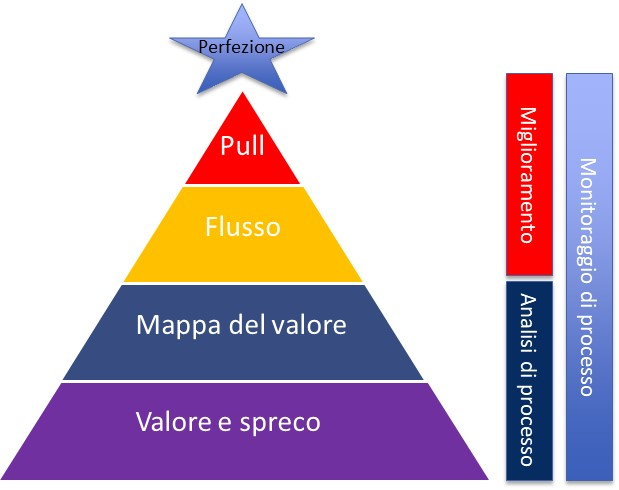 Perfezione
Pull
Flusso
Mappa del valore
Valore e spreco
Miglioramento
Analisi di processo
Monitoraggio di processo